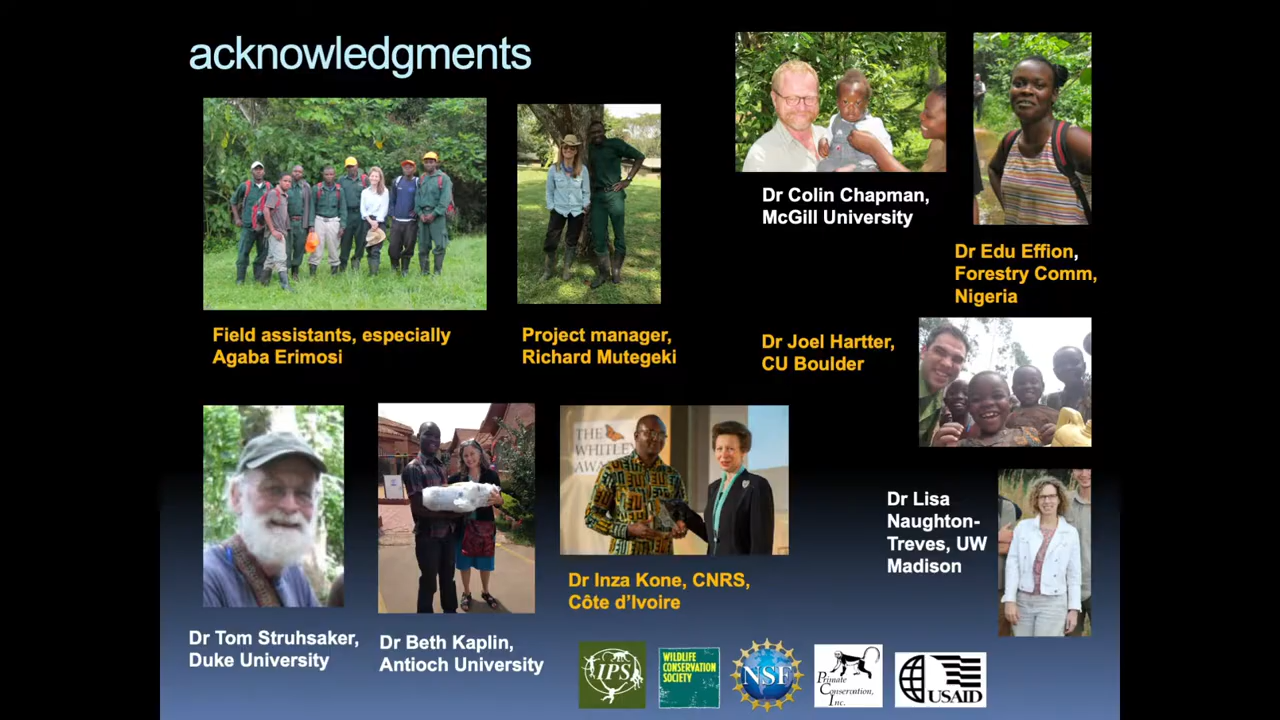 acknowledgments
Dr Colin Chapman,
McGill University
Dr Edu Effion,
Forestry Comm,
Nigeria
Field assistants, especially
Agaba Erimosi
Project manager,
Richard Mutegeki
Dr Joel Hartter,
CU Boulder
THE
WHITLEY
AWA
Dr Lisa
Naughton-
Treves, UW
Madison
Dr Inza Kone, CNRS,
Côte d’Ivoire
Dr Tom Struhsaker,
Duke University
Dr Beth Kaplin,
Antioch University
IPS
WILDLIFE
CONSERVATION
SOCIETY
NSF
Primate
Conservation,
Inc.
USAID